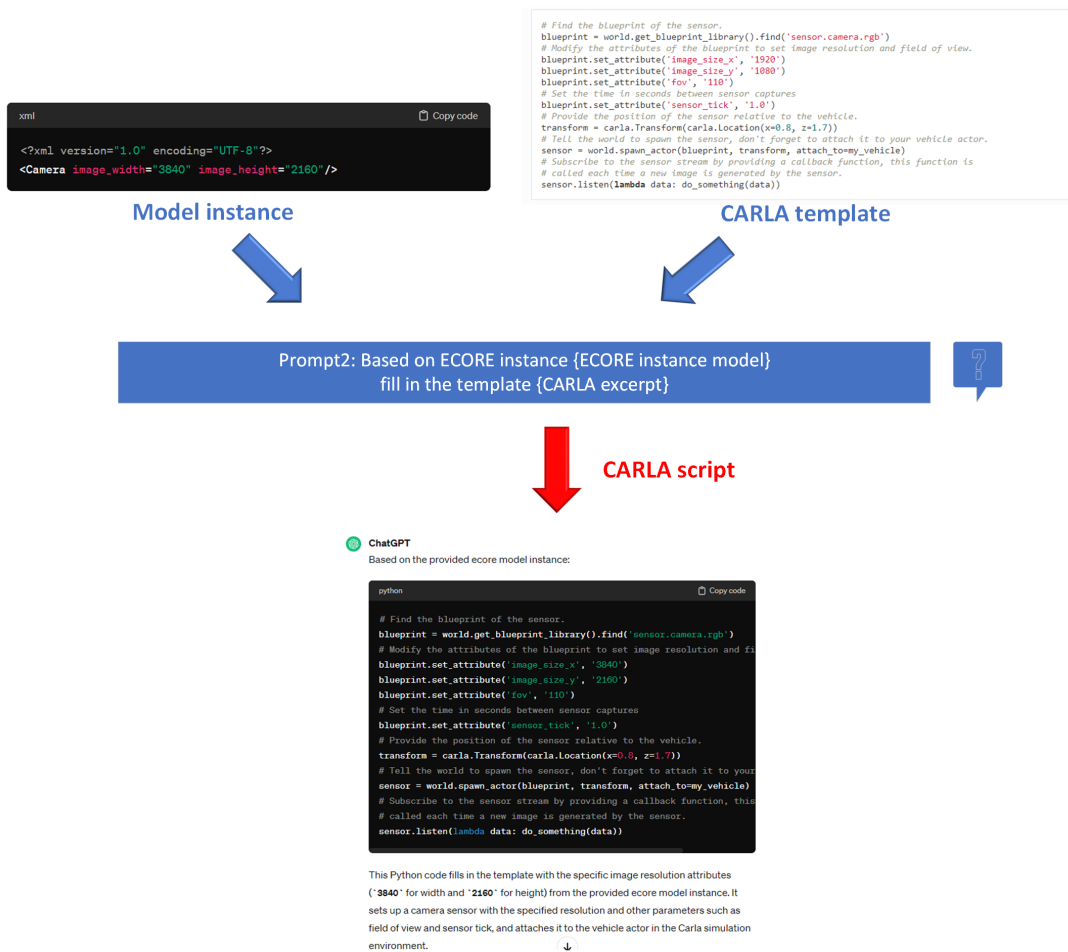 # Find the blueprint of the sensor.
blueprint = world.get_blueprint_library().find('sensor.camera.rgb')
# Modify the attributes of the blueprint to set image resolution and field of view.
blueprint.set_attribute('image_size_x', '1920')
blueprint.set_attribute('image_size_y', '1080')
blueprint.set_attribute('fov', '110')
# Set the time in seconds between sensor captures
blueprint.set_attribute('sensor_tick', '1.0')
# Provide the position of the sensor relative to the vehicle.
transform = carla.Transform(carla.Location(x=0.8, z=1.7))
# Tell the world to spawn the sensor, don't forget to attach it to your vehicle actor.
sensor = world.spawn_actor(blueprint, transform, attach_to=my_vehicle)
# Subscribe to the sensor stream by providing a callback function, this function is
# called each time a new image is generated by the sensor.
sensor.listen(lambda data: do_something(data))
xml Copy code
<?xml version="1.0" encoding="UTF-8"?>
<Camera image_width="3840" image_height="2160"/>
Model instance
CARLA template
Prompt2: Based on ECORE instance {ECORE instance model}
fill in the template {CARLA excerpt}
?
CARLA script
ChatGPT
Based on the provided ecore model instance:
python Copy code
# Find the blueprint of the sensor.
blueprint = world.get_blueprint_library().find('sensor.camera.rgb')
# Modify the attributes of the blueprint to set image resolution and fi
blueprint.set_attribute('image_size_x', '3840')
blueprint.set_attribute('image_size_y', '2160')
blueprint.set_attribute('fov', '110')
# Set the time in seconds between sensor captures
blueprint.set_attribute('sensor_tick', '1.0')
# Provide the position of the sensor relative to the vehicle.
transform = carla.Transform(carla.Location(x=0.8, z=1.7))
# Tell the world to spawn the sensor, don't forget to attach it to your
sensor = world.spawn_actor(blueprint, transform, attach_to=my_vehicle)
# Subscribe to the sensor stream by providing a callback function, this
# called each time a new image is generated by the sensor.
sensor.listen(lambda data: do_something(data))
This Python code fills in the template with the specific image resolution attributes
(`3840` for width and `2160` for height) from the provided ecore model instance. It
sets up a camera sensor with the specified resolution and other parameters such as
field of view and sensor tick, and attaches it to the vehicle actor in the Carla simulation
environment.